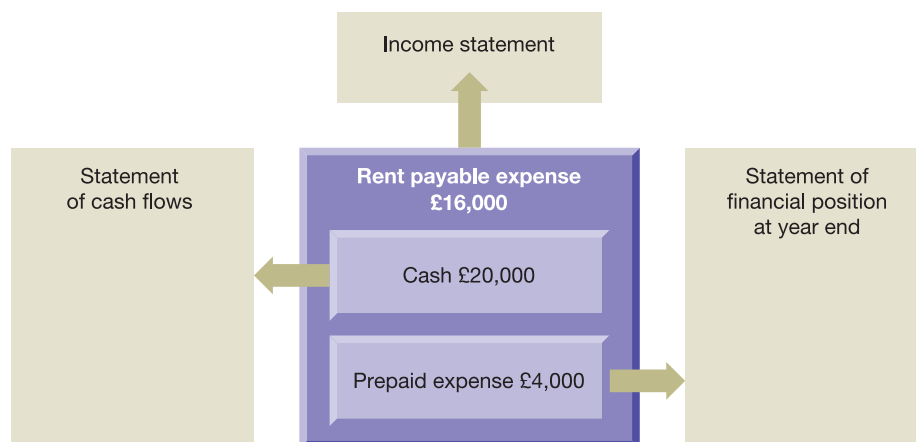 Income statement
Statement
of cash flows
Rent payable expense
£16,000
Cash £20,000
Prepaid expense £4,000
Statement of
financial position
at year end